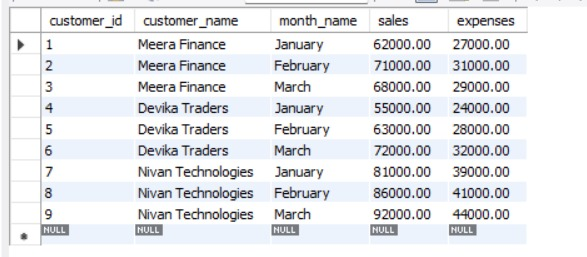 customer_id customer_name month_name sales expenses
1 Meera Finance January 62000.00 27000.00
2 Meera Finance February 71000.00 31000.00
3 Meera Finance March 68000.00 29000.00
4 Devika Traders January 55000.00 24000.00
5 Devika Traders February 63000.00 28000.00
6 Devika Traders March 72000.00 32000.00
7 Nivan Technologies January 81000.00 39000.00
8 Nivan Technologies February 86000.00 41000.00
9 Nivan Technologies March 92000.00 44000.00
NULL NULL NULL NULL NULL